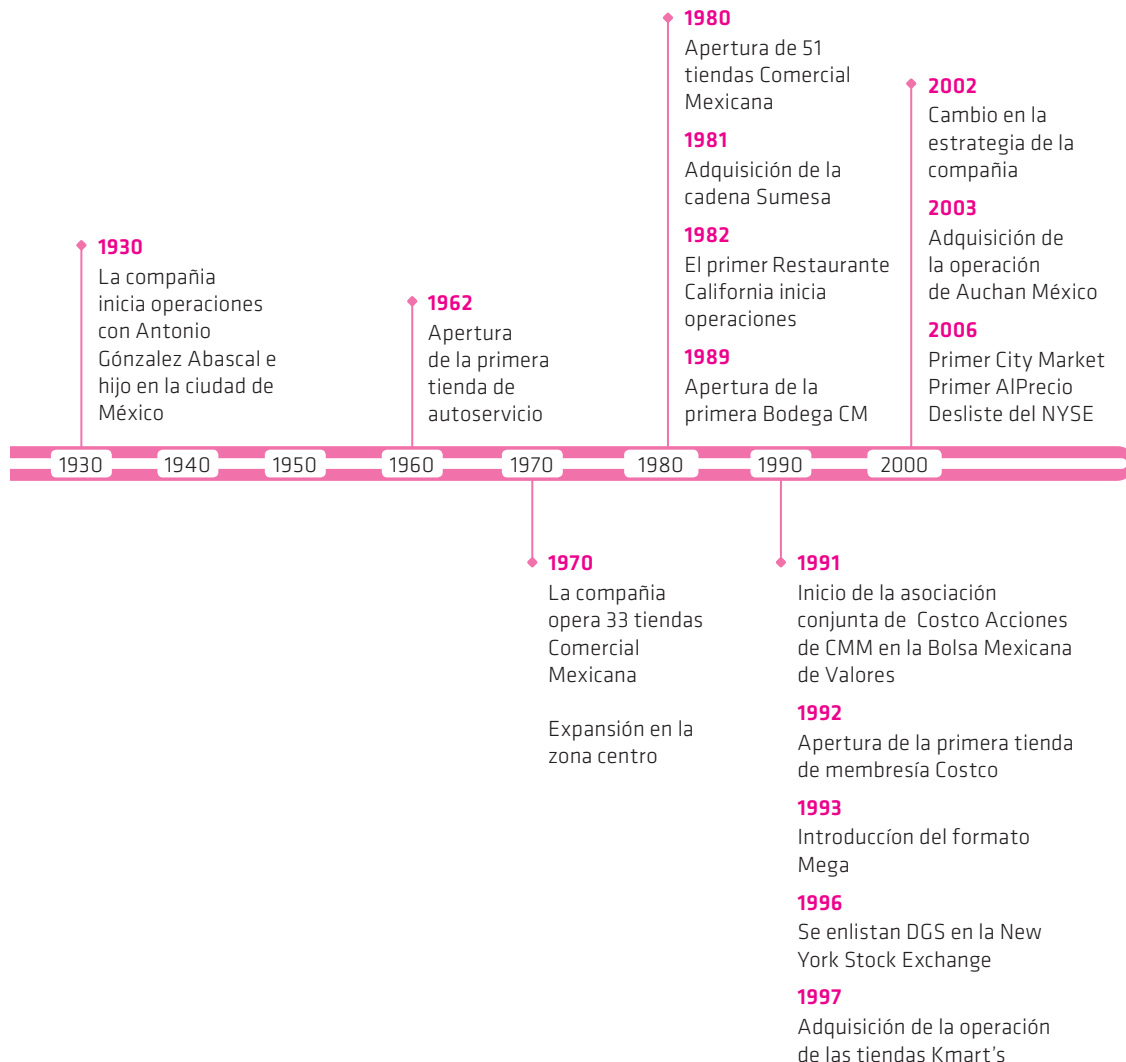 1980
Apertura de 51
tiendas Comercial
Mexicana
1981
Adquisición de la
cadena Sumesa
1982
El primer Restaurante
California inicia
operaciones
1989
Apertura de la
primera Bodega CM
2002
Cambio en la
estrategia de la
compañia
2003
Adquisición de
la operación
de Auchan México
2006
Primer City Market
Primer AlPrecio
Desliste del NYSE
1930
La compañia
inicia operaciones
con Antonio
Gónzalez Abascal e
hijo en la ciudad de
México
1962
Apertura
de la primera
tienda de
autoservicio
1930 1940 1950 1960 1970 1980 1990 2000
1970
La compañia
opera 33 tiendas
Comercial
Mexicana
Expansión en la
zona centro
1991
Inicio de la asociación
conjunta de Costco Acciones
de CMM en la Bolsa Mexicana
de Valores
1992
Apertura de la primera tienda
de membresía Costco
1993
Introduccíon del formato
Mega
1996
Se enlistan DGS en la New
York Stock Exchange
1997
Adquisición de la operación
de las tiendas Kmart's